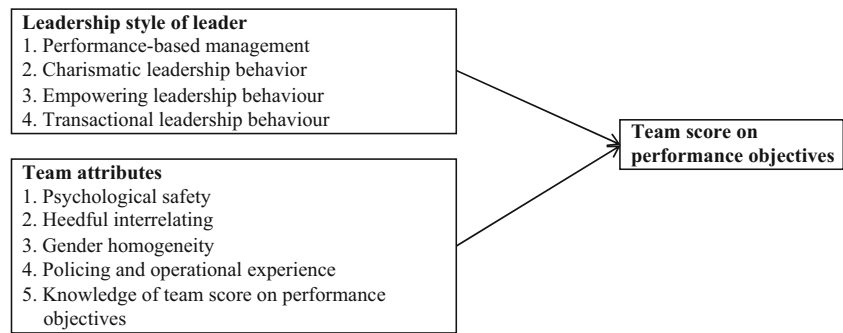 Leadership style of leader
1. Performance-based management
2. Charismatic leadership behavior
3. Empowering leadership behaviour
4. Transactional leadership behaviour
Team attributes
1. Psychological safety
2. Heedful interrelating
3. Gender homogeneity
4. Policing and operational experience
5. Knowledge of team score on performance
objectives
Team score on
performance objectives